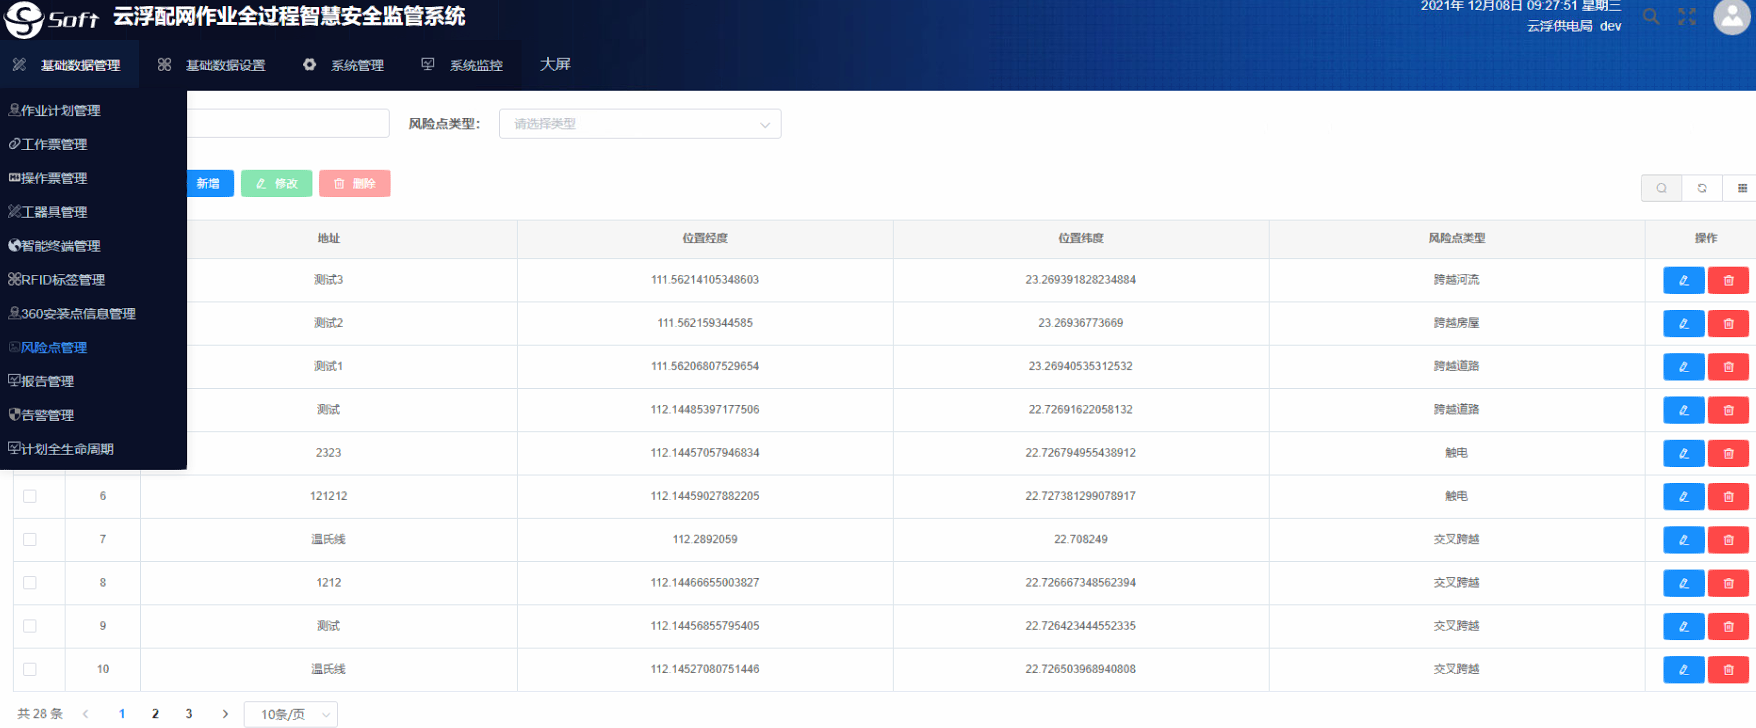 Soft 云浮配网作业全过程智慧安全监管系统
2021年 12月08日 09:27:51 星期三
云浮供电局 dev
基础数据管理 基础数据设置 系统管理 系统监控 大屏
作业计划管理
工作票管理
操作票管理
工器具管理
智能终端管理
RFID标签管理
360安装点信息管理
风险点管理
报告管理
告警管理
计划全生命周期
风险点类型: 请选择类型
新增 修改 删除
地址 位置经度 位置纬度 风险点类型 操作
测试3 111.56214105348603 23.269391828234884 跨越河流
测试2 111.562159344585 23.26936773669 跨越房屋
测试1 111.56206807529654 23.26940535312532 跨越道路
测试 112.14485397177506 22.72691622058132 跨越道路
2323 112.14457057946834 22.726794955438912 触电
6 121212 112.14459027882205 22.727381299078917 触电
7 温氏线 112.2892059 22.708249 交叉跨越
8 1212 112.14466655003827 22.726667348562394 交叉跨越
9 测试 112.14456855795405 22.726423444552335 交叉跨越
10 温氏线 112.14527080751446 22.726503968940808 交叉跨越
共 28 条 1 2 3 10条/页